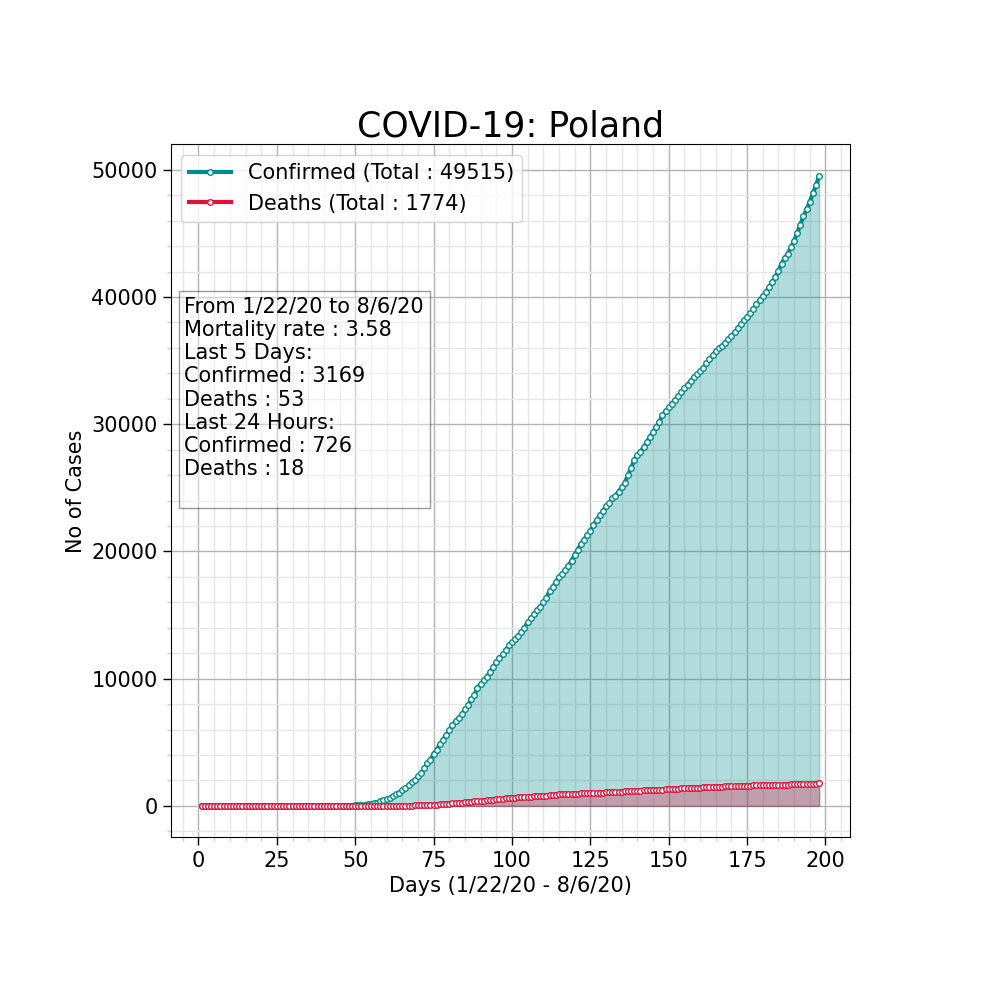 COVID-19: Poland
Confirmed (Total : 49515)
Deaths (Total : 1774)
From 1/22/20 to 8/6/20
Mortality rate : 3.58
Last 5 Days:
Confirmed : 3169
Deaths : 53
Last 24 Hours:
Confirmed : 726
Deaths : 18
No of Cases
50000
40000
30000
20000
10000
0
0 25 50 75 100 125 150 175 200
Days (1/22/20 - 8/6/20)